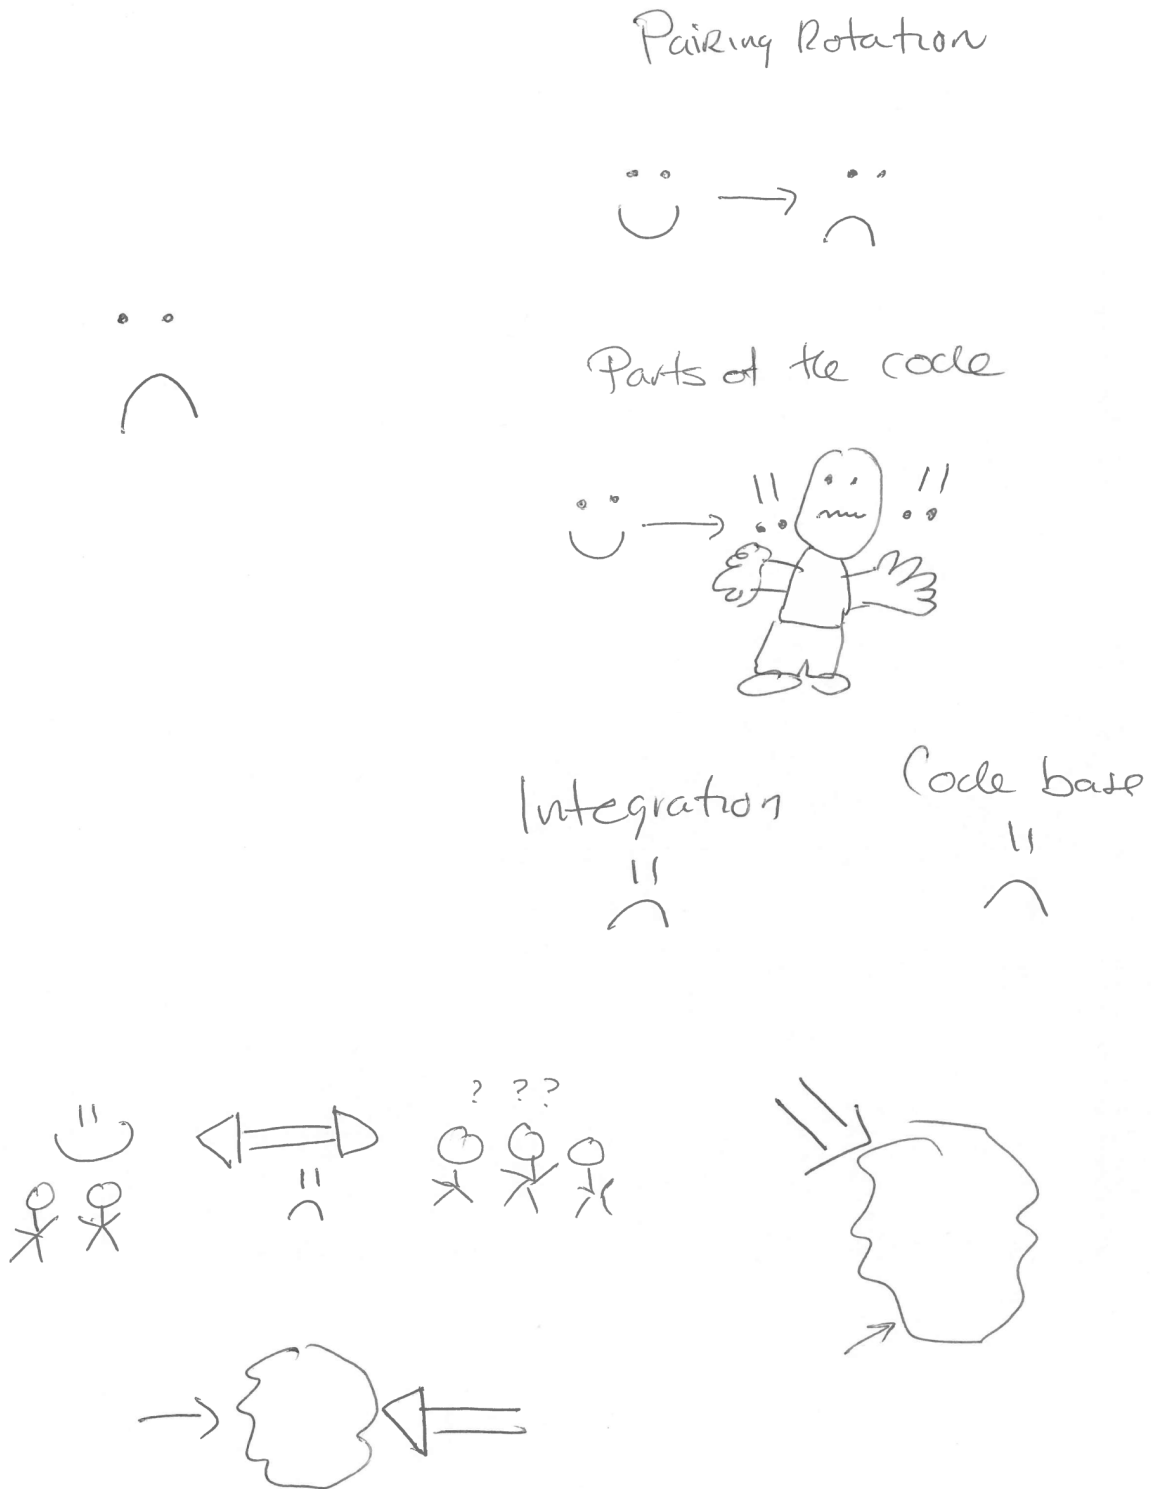 Pairing Rotation
Parts of the code
!! !!
Integration
Code base
? ? ?